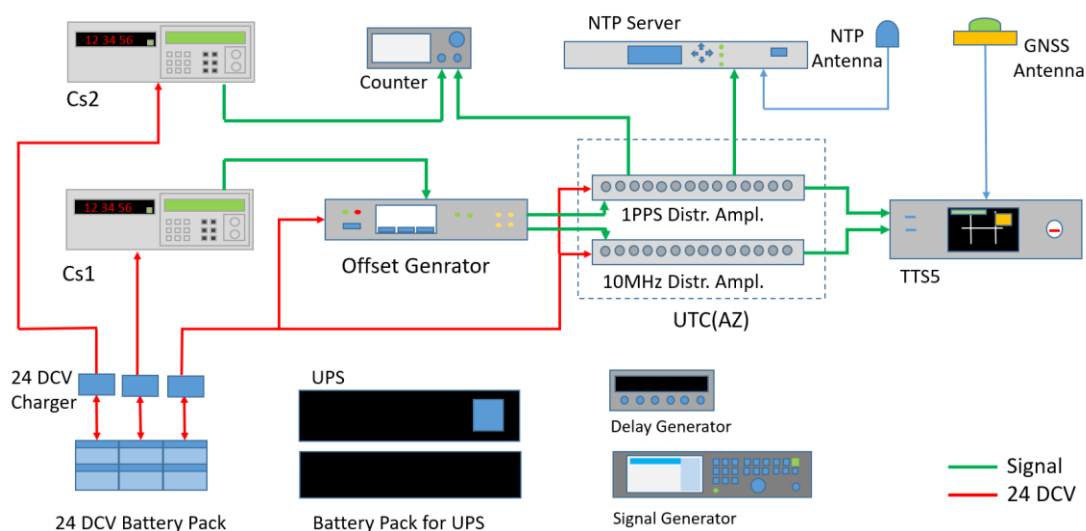 NTP Server
NTP
Antenna
GNSS
Antenna
12 34 56
Cs2
Counter
12 34 56
Cs1
1PPS Distr. Ampl.
Offset Genrator
10MHz Distr. Ampl.
TTS5
UTC(AZ)
24 DCV
Charger
UPS
Delay Generator
Signal
24 DCV
24 DCV Battery Pack
Battery Pack for UPS
Signal Generator